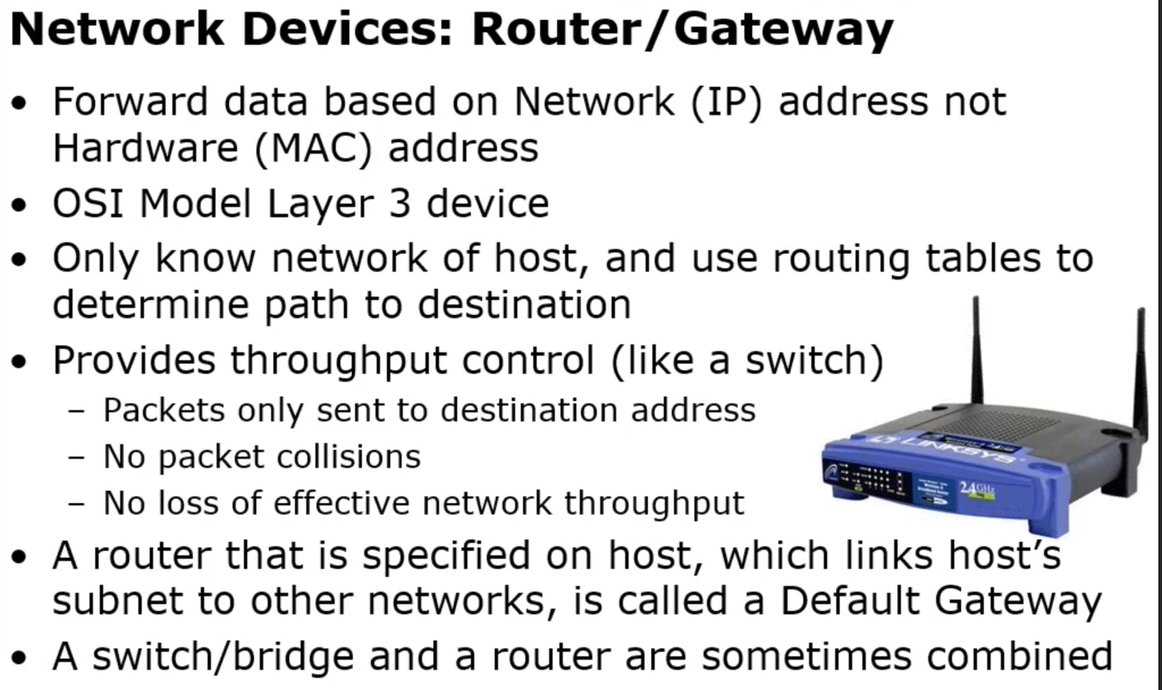 Network Devices: Router/Gateway
• Forward data based on Network (IP) address not
Hardware (MAC) address
• OSI Model Layer 3 device
• Only know network of host, and use routing tables to
determine path to destination
• Provides throughput control (like a switch)
– Packets only sent to destination address
– No packet collisions
– No loss of effective network throughput
LINKSYS
2.4GHz
• A router that is specified on host, which links host’s
subnet to other networks, is called a Default Gateway
• A switch/bridge and a router are sometimes combined